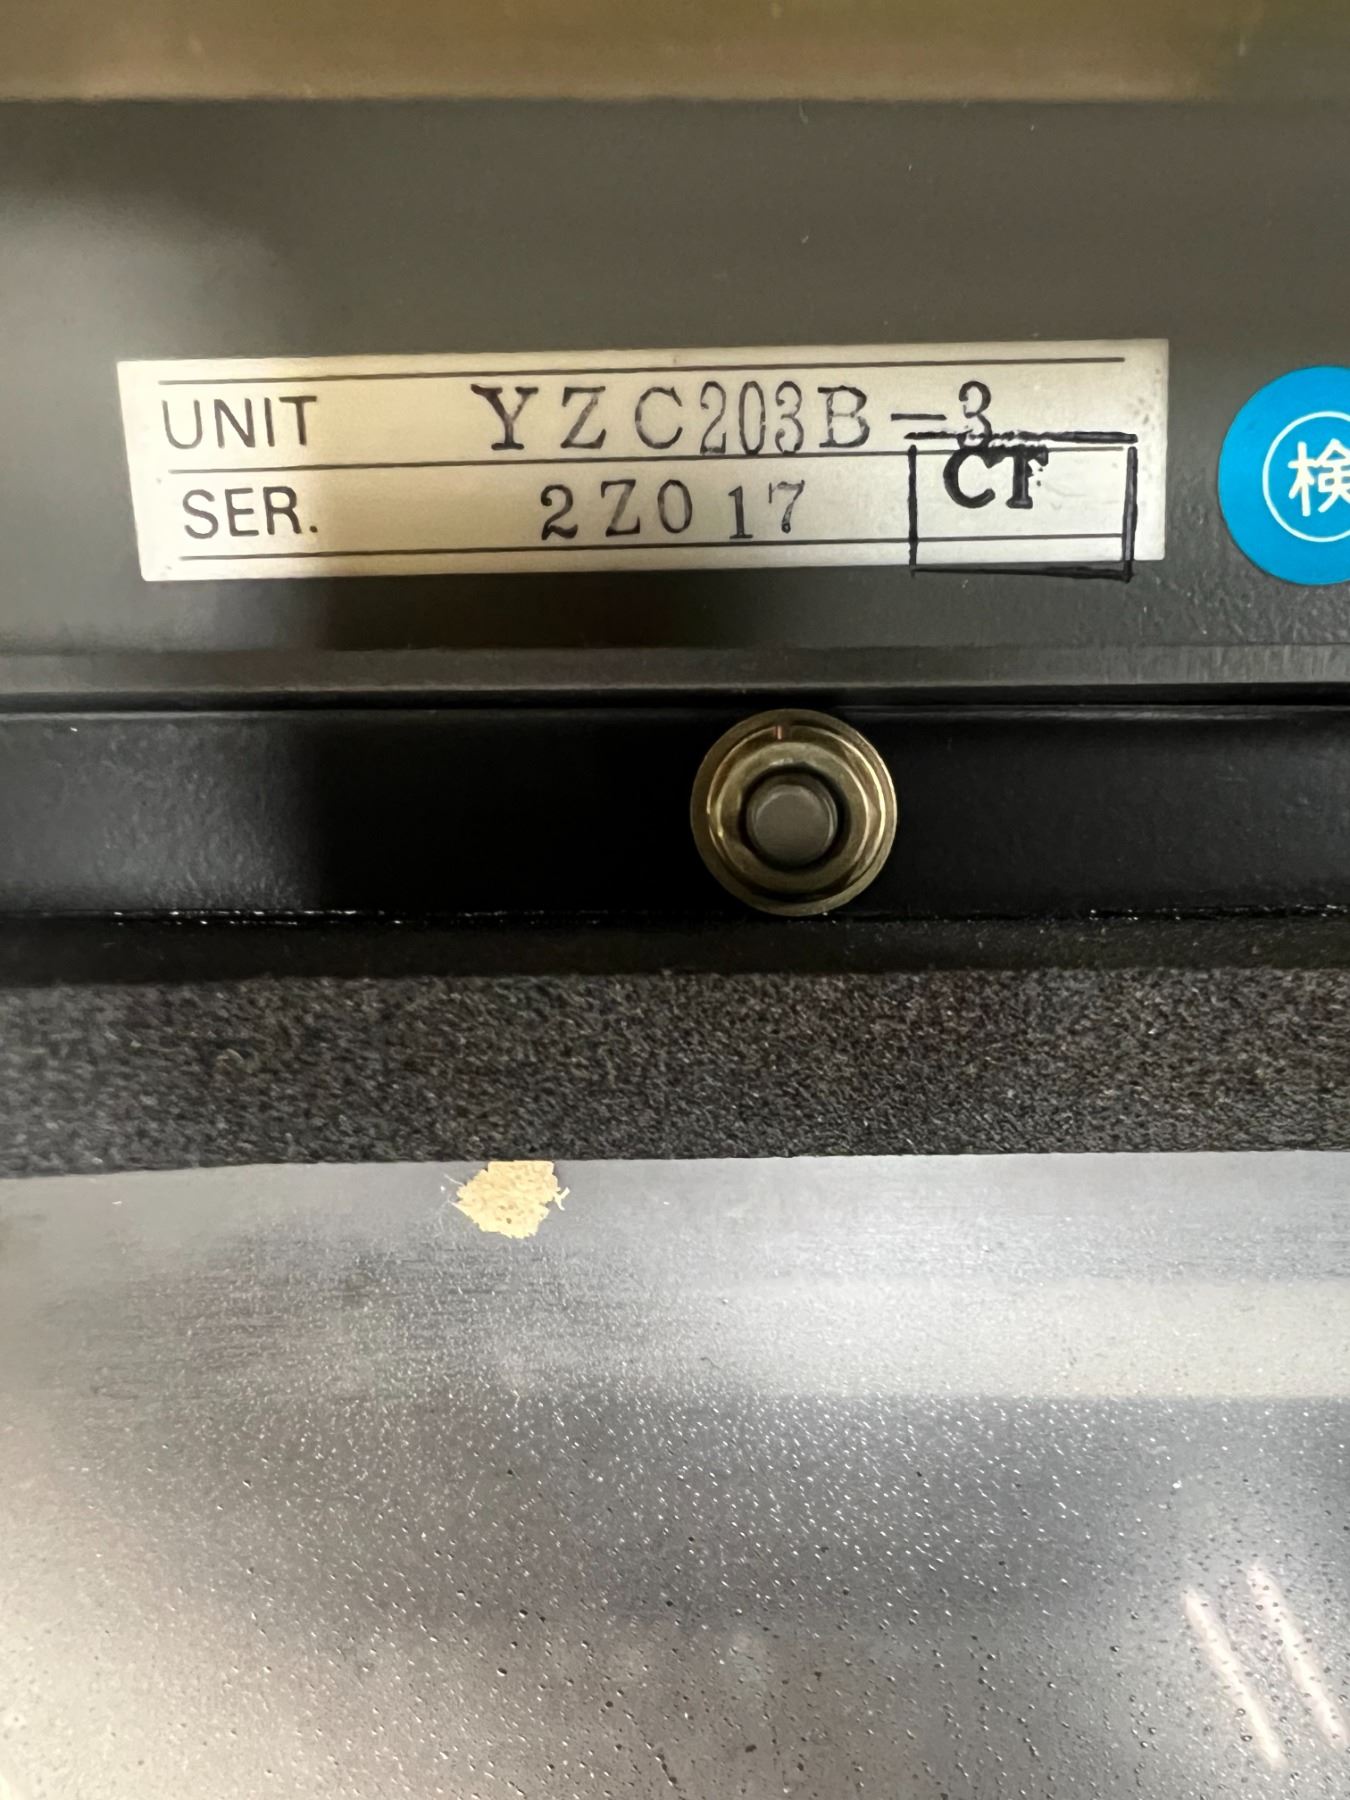 UNIT YZC203B-3
SER. 2Z017 CT
検